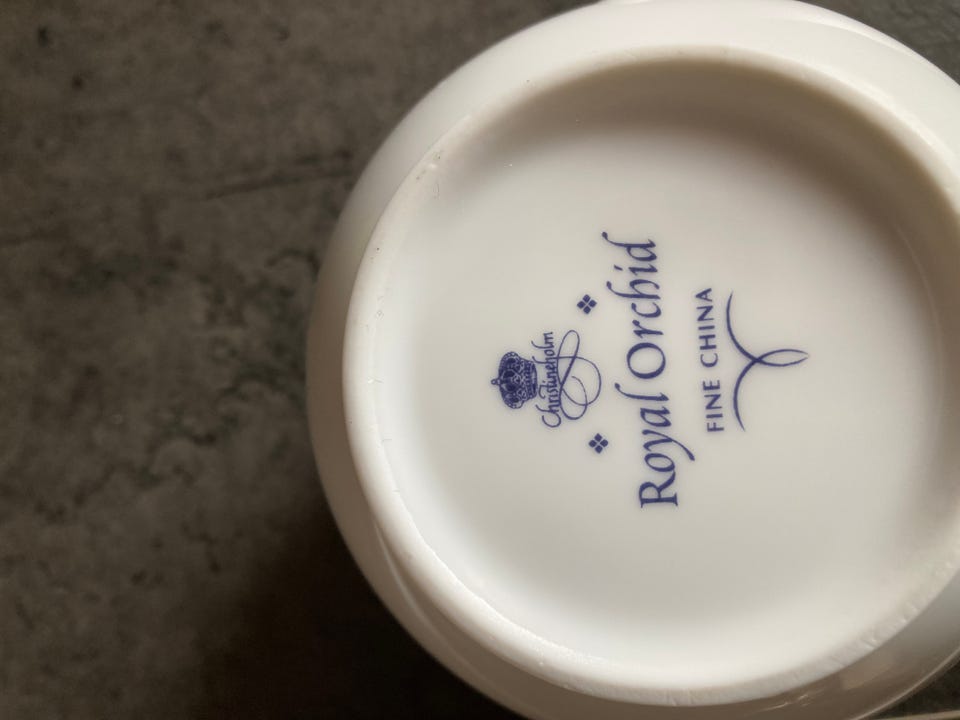 Christineholm
Royal Orchid
FINE CHINA